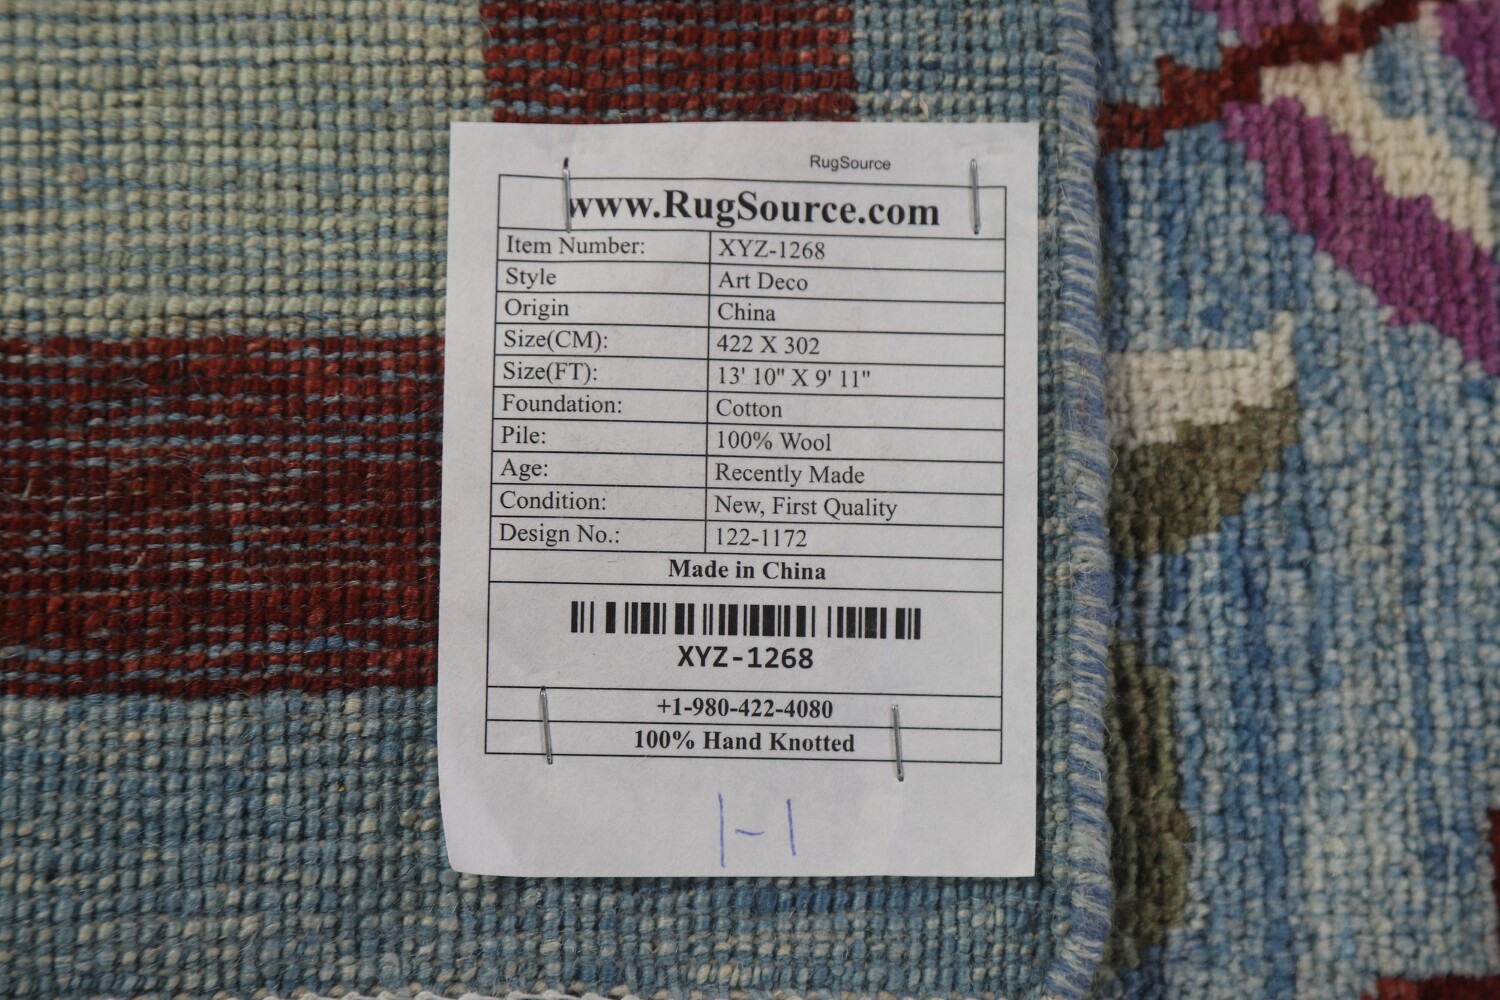 RugSource
www.RugSource.com
Item Number: XYZ-1268
Style Art Deco
Origin China
Size(CM): 422 X 302
Size(FT): 13' 10" X 9' 11"
Foundation: Cotton
Pile: 100% Wool
Age: Recently Made
Condition: New, First Quality
Design No.: 122-1172
Made in China
XYZ-1268
+1-980-422-4080
100% Hand Knotted
1-1